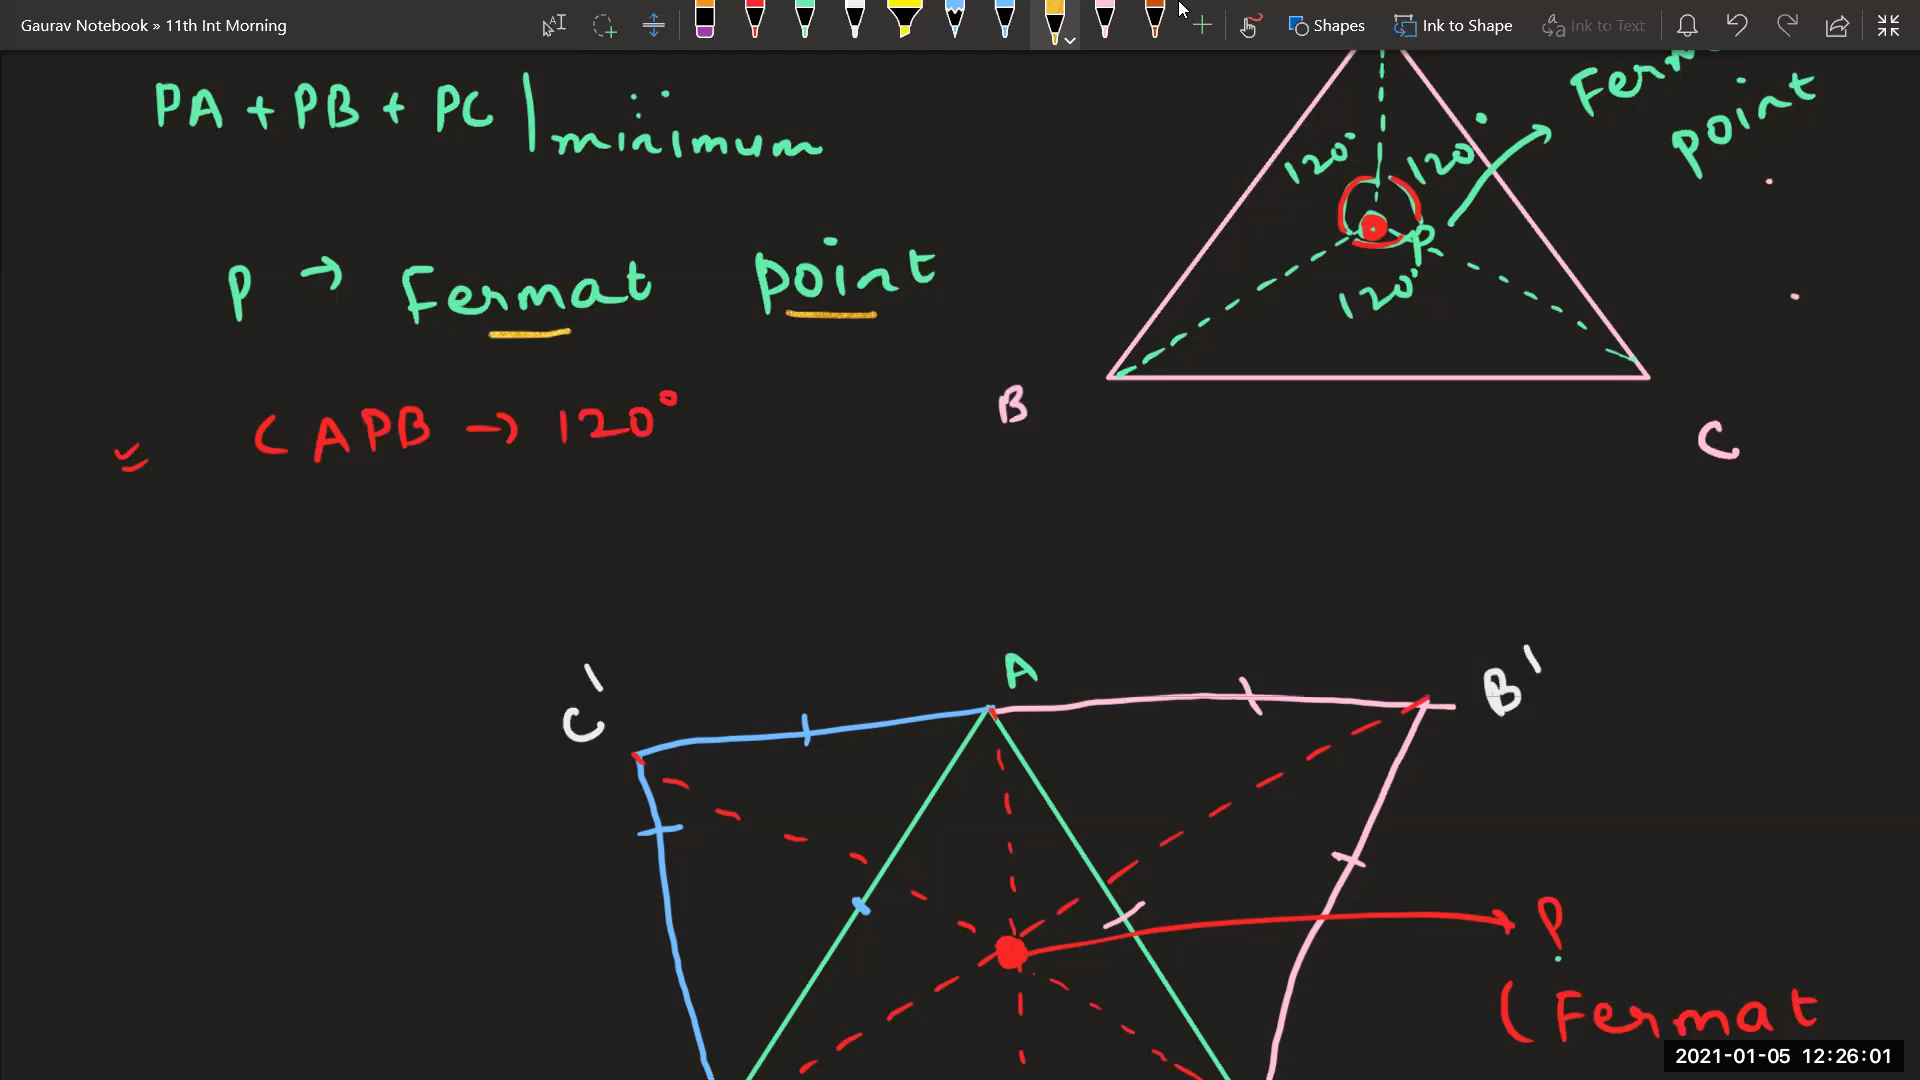 Gaurav Notebook » 11th Int Morning
Shapes
Ink to Shape
Ink to Text
PA + PB + PC | minimum
120° 120°
P
120°
point
P → Fermat point
B
C
( APB → 120°
C'
A
B'
P
( Fermat
2021-01-05 12:26:01